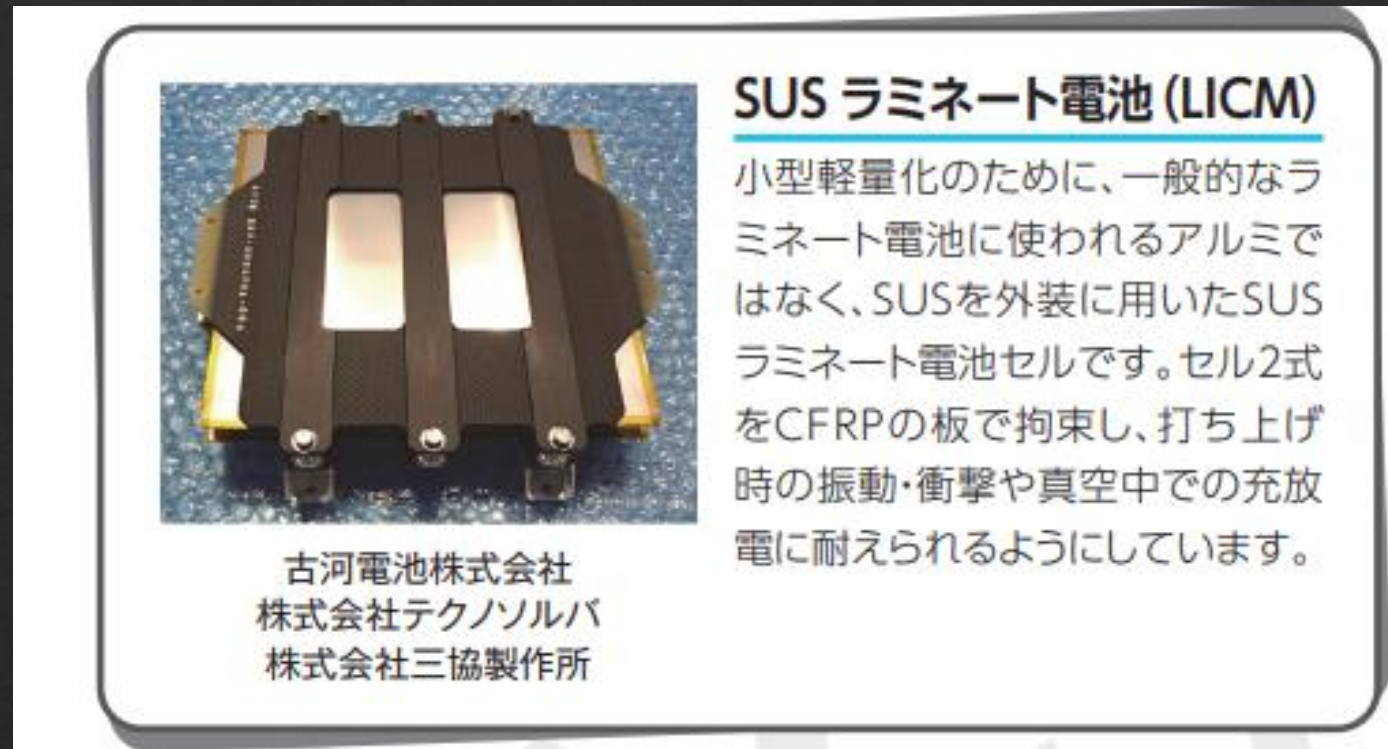 SUS ラミネート電池(LICM)
小型軽量化のために、一般的なラ
ミネート電池に使われるアルミで
はなく、SUSを外装に用いたSUS
ラミネート電池セルです。セル2式
をCFRPの板で拘束し、打ち上げ
時の振動・衝撃や真空中での充放
電に耐えられるようにしています。
古河電池株式会社
株式会社テクノソルバ
株式会社三協製作所